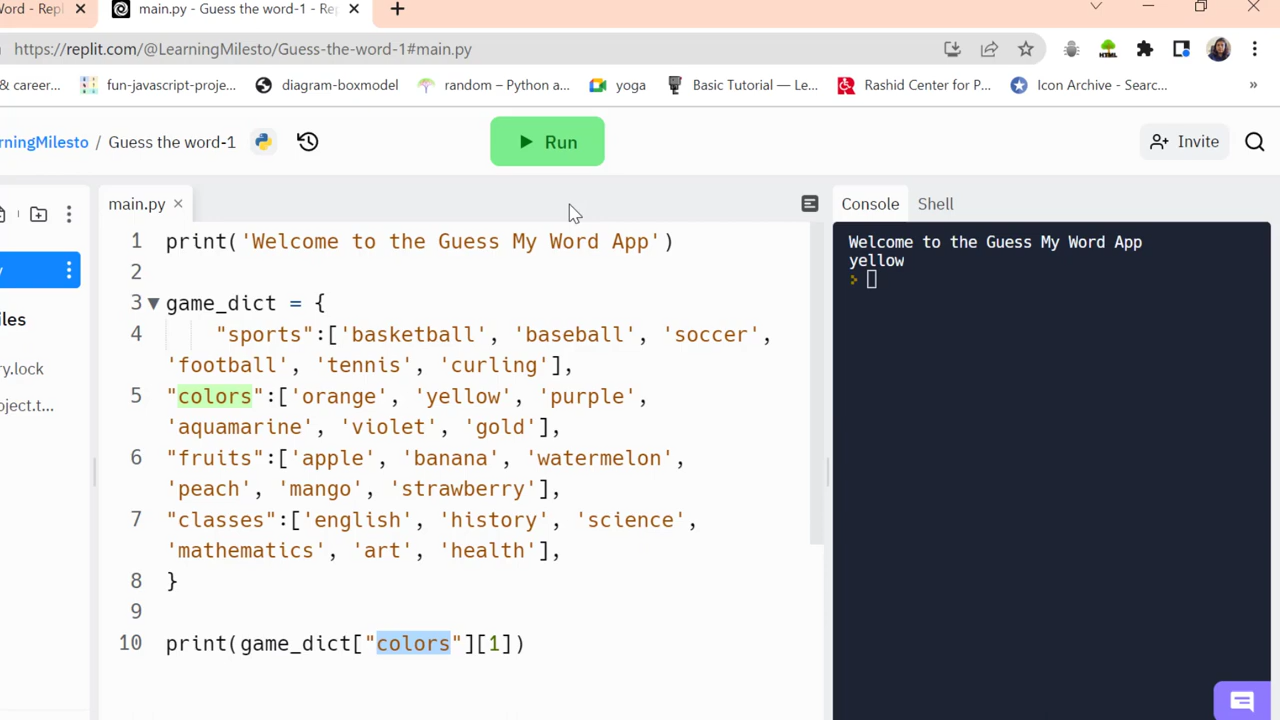 Word - Repl
main.py - Guess the word-1 - Re
https://replit.com/@LearningMilesto/Guess-the-word-1#main.py
& career...
fun-javascript-proje...
diagram-boxmodel
random – Python a...
yoga
Basic Tutorial — Le...
Rashid Center for P...
Icon Archive - Searc...
»
rningMilesto / Guess the word-1
Run
Invite
main.py
Console
Shell
1 print('Welcome to the Guess My Word App')
2
3 game_dict = {
4 "sports":['basketball', 'baseball', 'soccer',
'football', 'tennis', 'curling'],
5 "colors":['orange', 'yellow', 'purple',
'aquamarine', 'violet', 'gold'],
6 "fruits":['apple', 'banana', 'watermelon',
'peach', 'mango', 'strawberry'],
7 "classes":['english', 'history', 'science',
'mathematics', 'art', 'health'],
8 }
9
10 print(game_dict["colors"][1])
Welcome to the Guess My Word App
yellow
y
iles
ry.lock
oject.t...
HTML